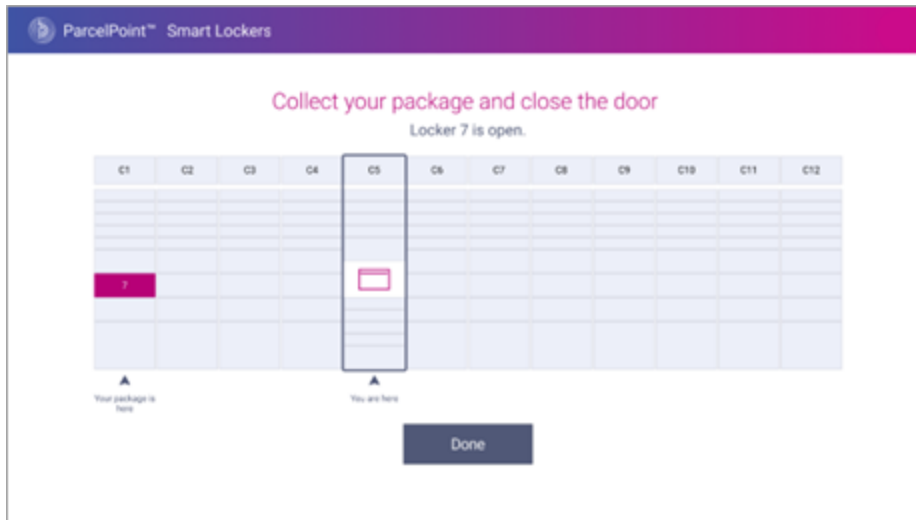 ParcelPoint™ Smart Lockers
Collect your package and close the door
Locker 7 is open.
C1 C2 C3 C4 C5 C6 C7 C8 C9 C10 C11 C12
7
Your package is
here
You are here
Done